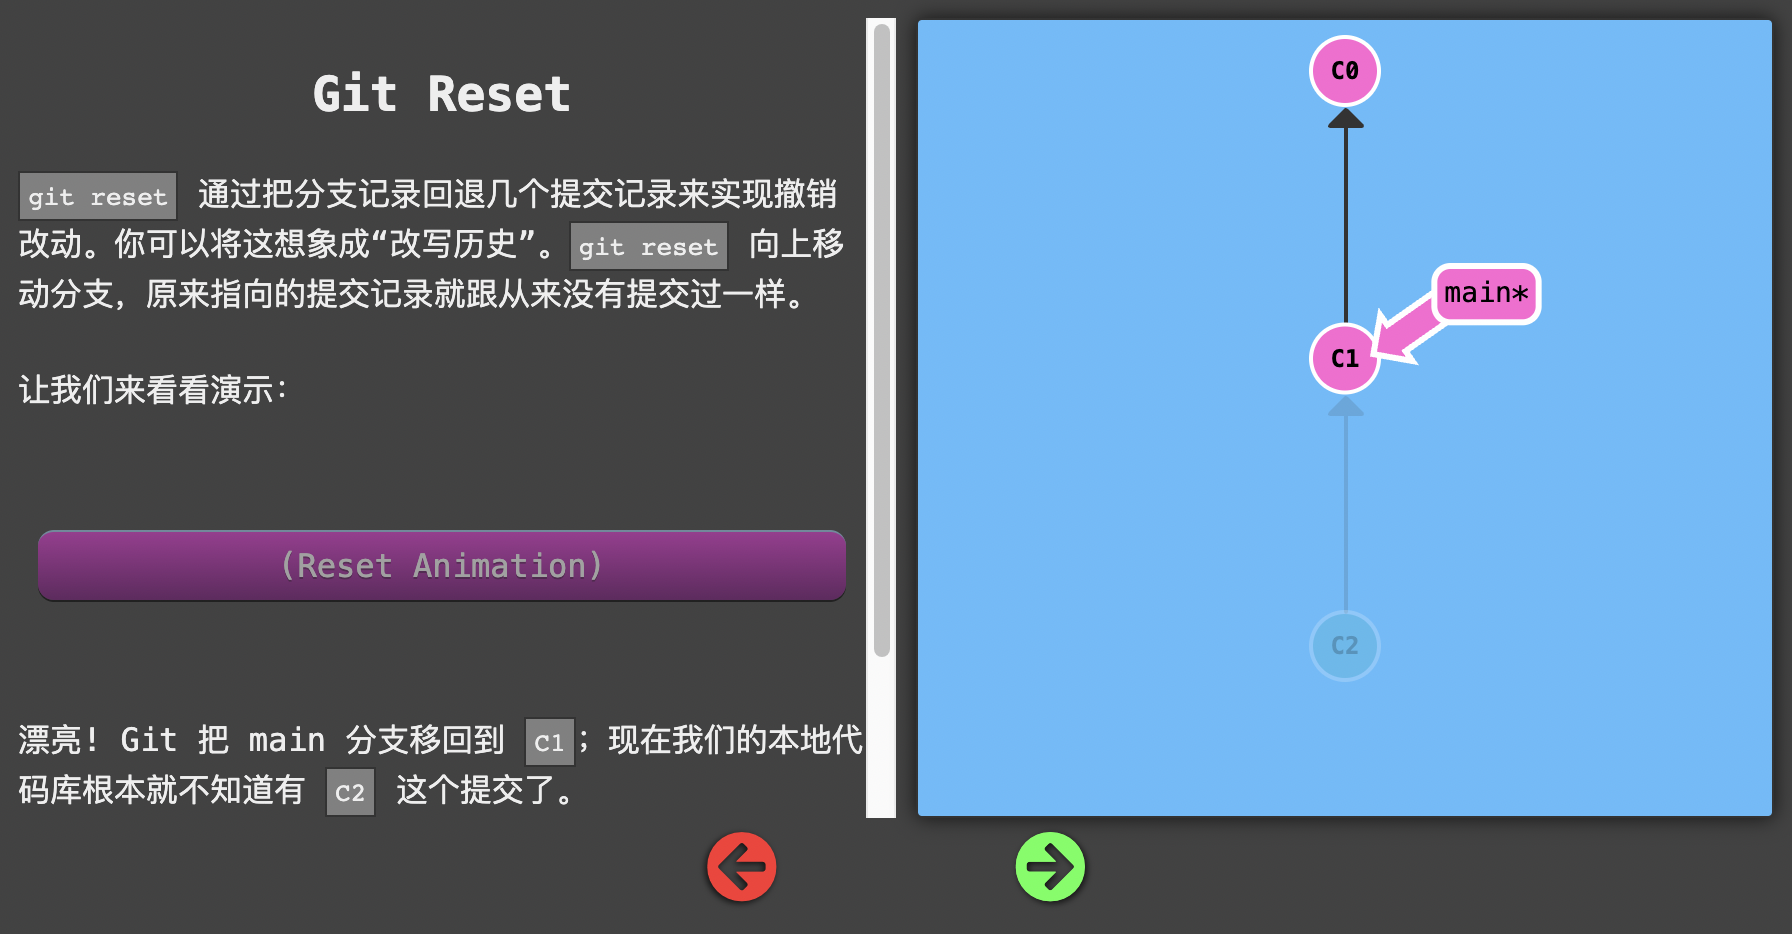 Git Reset
git reset 通过把分支记录回退几个提交记录来实现撤销
改动。你可以将这想象成“改写历史”。git reset 向上移
动分支，原来指向的提交记录就跟从来没有提交过一样。
让我们来看看演示：
(Reset Animation)
漂亮! Git 把 main 分支移回到 C1；现在我们的本地代
码库根本就不知道有 C2 这个提交了。
C0
main*
C1
C2